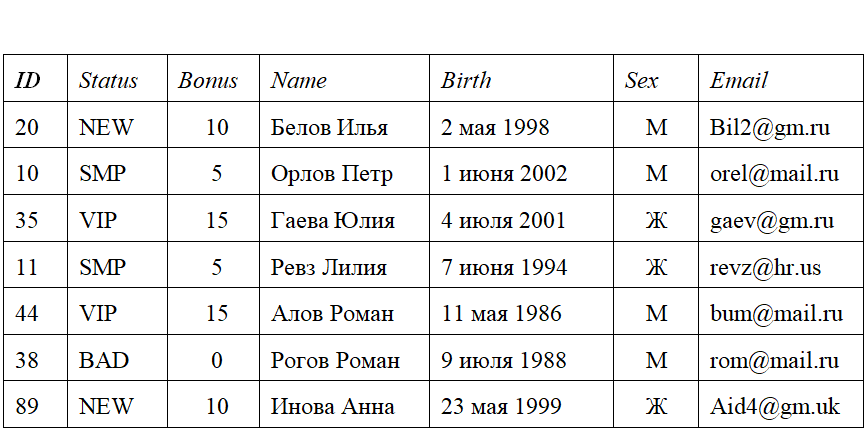 ID Status Bonus Name Birth Sex Email
20 NEW 10 Белов Илья 2 мая 1998 М Bil2@gm.ru
10 SMP 5 Орлов Петр 1 июня 2002 М orel@mail.ru
35 VIP 15 Гаева Юлия 4 июля 2001 Ж gaev@gm.ru
11 SMP 5 Ревз Лилия 7 июня 1994 Ж revz@hr.us
44 VIP 15 Алов Роман 11 мая 1986 М bum@mail.ru
38 BAD 0 Рогов Роман 9 июля 1988 М rom@mail.ru
89 NEW 10 Инова Анна 23 мая 1999 Ж Aid4@gm.uk